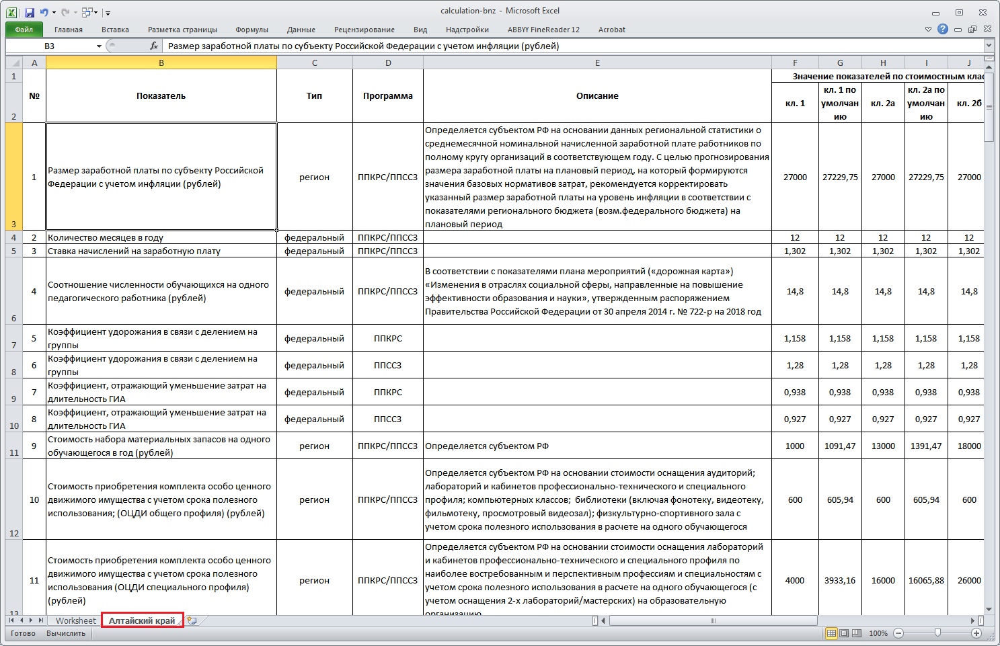 calculation-bnz - Microsoft Excel
Файл Главная Вставка Разметка страницы Формулы Данные Рецензирование Вид Надстройки ABBYY FineReader 12 Acrobat
B3 fx Размер заработной платы по субъекту Российской Федерации с учетом инфляции (рублей)
A B C D E F G H I J
1 Значение показателей по стоимостным клас
№ Показатель Тип Программа Описание
кл. 1
кл. 1 по
умолчан
ию
кл. 2а
кл. 2а по
умолчан
ию
кл. 2б
2
1
Размер заработной платы по субъекту Российской
Федерации с учетом инфляции (рублей)
регион ППКРС/ППССЗ
Определяется субъектом РФ на основании данных региональной статистики о
среднемесячной номинальной начисленной заработной плате работников по
полному кругу организаций в соответствующем году. С целью прогнозирования
размера заработной платы на плановый период, на который формируются
значения базовых нормативов затрат, рекомендуется корректировать
указанный размер заработной платы на уровень инфляции в соответствии с
показателями регионального бюджета (возм.федерального бюджета) на
плановый период
27000 27229,75 27000 27229,75 27000
3
4 2 Количество месяцев в году федеральный ППКРС/ППССЗ 12 12 12 12 12
5 3 Ставка начислений на заработную плату федеральный ППКРС/ППССЗ 1,302 1,302 1,302 1,302 1,302
4
Соотношение численности обучающихся на одного
педагогического работника (рублей)
федеральный ППКРС/ППССЗ
В соответствии с показателями плана мероприятий («дорожная карта»)
«Изменения в отраслях социальной сферы, направленные на повышение
эффективности образования и науки», утвержденным распоряжением
Правительства Российской Федерации от 30 апреля 2014 г. № 722-р на 2018 год
14,8 14,8 14,8 14,8 14,8
6
5
Коэффициент удорожания в связи с делением на
группы
федеральный ППКРС 1,158 1,158 1,158 1,158 1,158
7
6
Коэффициент удорожания в связи с делением на
группы
федеральный ППССЗ 1,28 1,28 1,28 1,28 1,28
8
7
Коэффициент, отражающий уменьшение затрат на
длительность ГИА
федеральный ППКРС 0,938 0,938 0,938 0,938 0,938
9
8
Коэффициент, отражающий уменьшение затрат на
длительность ГИА
федеральный ППССЗ 0,927 0,927 0,927 0,927 0,927
10
9
Стоимость набора материальных запасов на одного
обучающегося в год (рублей)
регион ППКРС/ППССЗ Определяется субъектом РФ 1000 1091,47 13000 1391,47 18000
11
10
Стоимость приобретения комплекта особо ценного
движимого имущества с учетом срока полезного
использования; (ОЦДИ общего профиля) (рублей)
регион ППКРС/ППССЗ
Определяется субъектом РФ на основании стоимости оснащения аудиторий;
лабораторий и кабинетов профессионально-технического и специального
профиля; компьютерных классов; библиотеки (включая фонотеку, видеотеку,
фильмотеку, просмотровый видеозал); физкультурно-спортивного зала с
учетом срока полезного использования в расчете на одного обучающегося
600 605,94 600 605,94 600
12
11
Стоимость приобретения комплекта особо ценного
движимого имущества с учетом срока полезного
использования (ОЦДИ специального профиля)
(рублей)
регион ППКРС/ППССЗ
Определяется субъектом РФ на основании стоимости оснащения лабораторий
и кабинетов профессионально-технического и специального профиля по
наиболее востребованным и перспективным профессиям и специальностям с
учетом срока полезного использования в расчете на одного обучающегося (с
учетом оснащения 2-х лабораторий/мастерских) на образовательную
организацию
4000 3933,16 16000 16065,88 26000
13
Worksheet Алтайский край
Готово Вычислить 100%